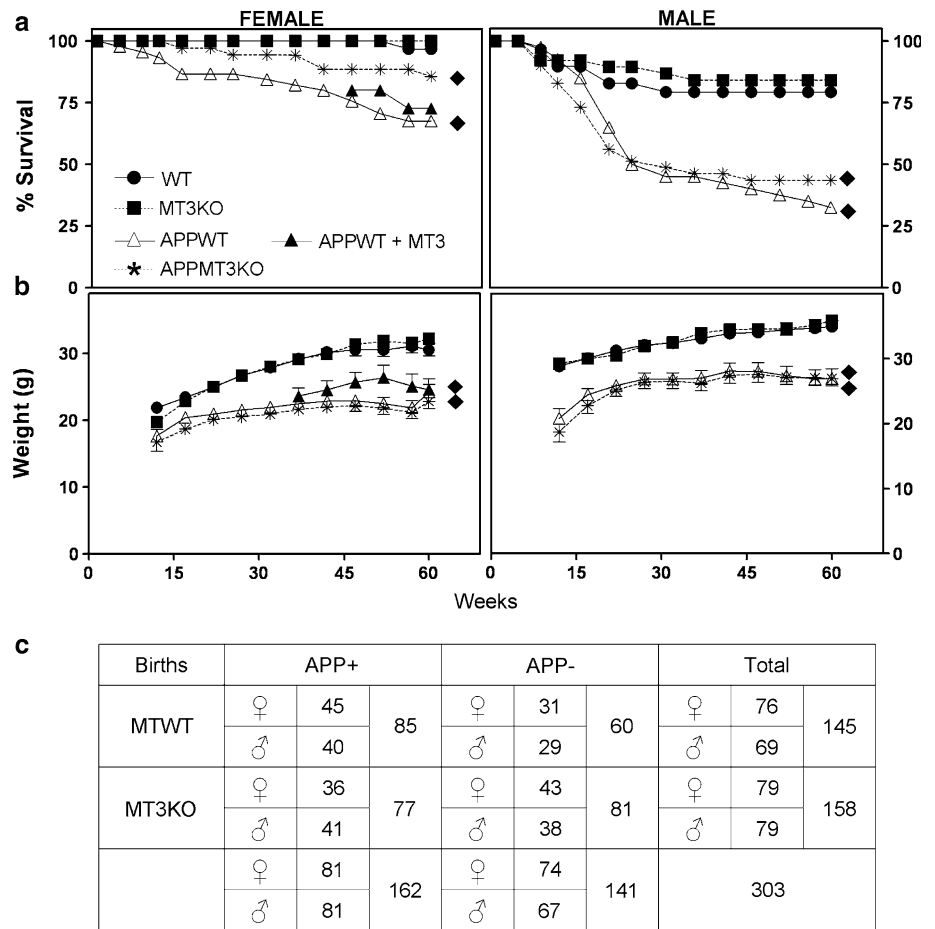 a
FEMALE
MALE
100
75
50
25
0
% Survival
WT
MT3KO
APPWT
APPWT + MT3
APPMT3KO
100
75
50
25
0
b
30
20
10
0
Weight (g)
0 15 30 45 60
0 15 30 45 60
30
20
10
0
Weeks
c
Births APP+ APP- Total
MTWT ♀ 45 85 ♀ 31 60 ♀ 76 145
♂ 40 ♂ 29 ♂ 69
MT3KO ♀ 36 77 ♀ 43 81 ♀ 79 158
♂ 41 ♂ 38 ♂ 79
♀ 81 162 ♀ 74 141 303
♂ 81 ♂ 67